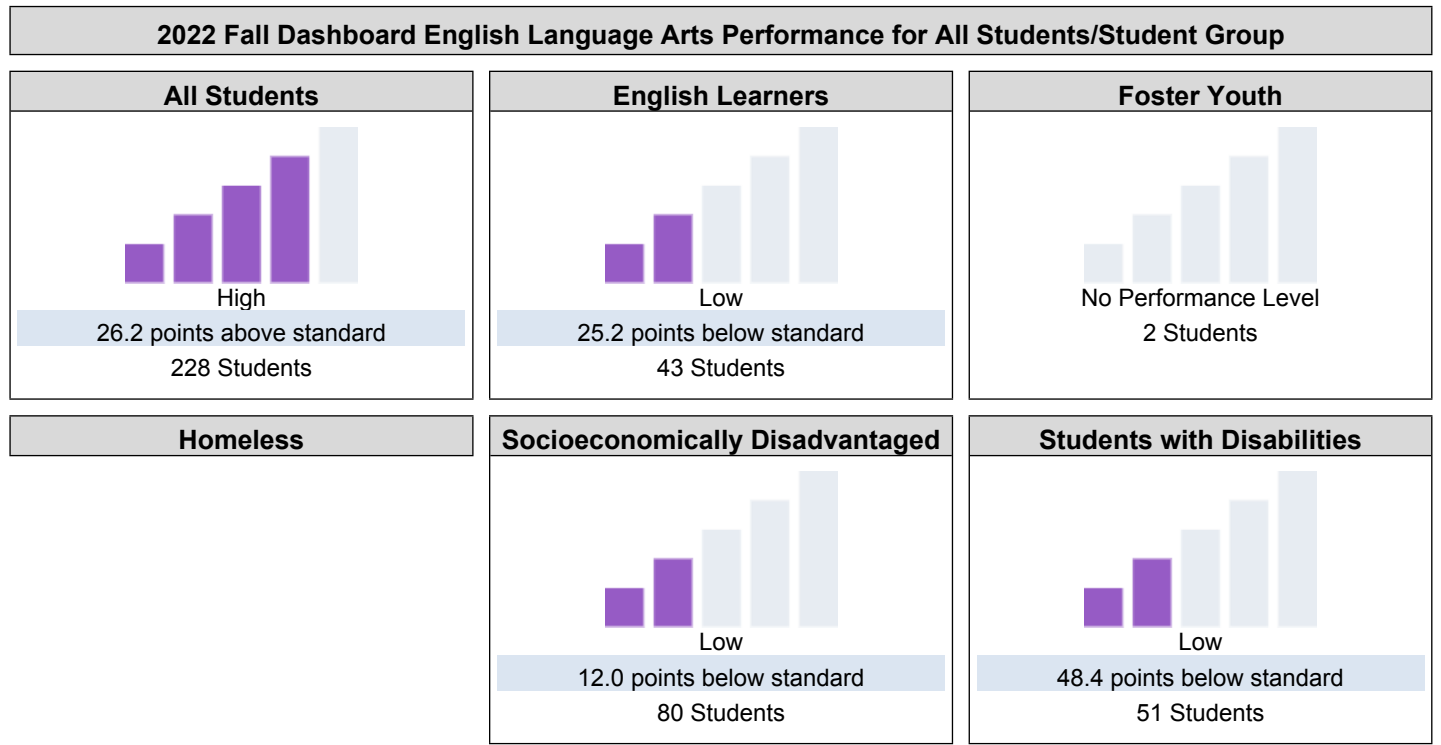 2022 Fall Dashboard English Language Arts Performance for All Students/Student Group
All Students
High
26.2 points above standard
228 Students
English Learners
Low
25.2 points below standard
43 Students
Foster Youth
No Performance Level
2 Students
Homeless
Socioeconomically Disadvantaged
Low
12.0 points below standard
80 Students
Students with Disabilities
Low
48.4 points below standard
51 Students